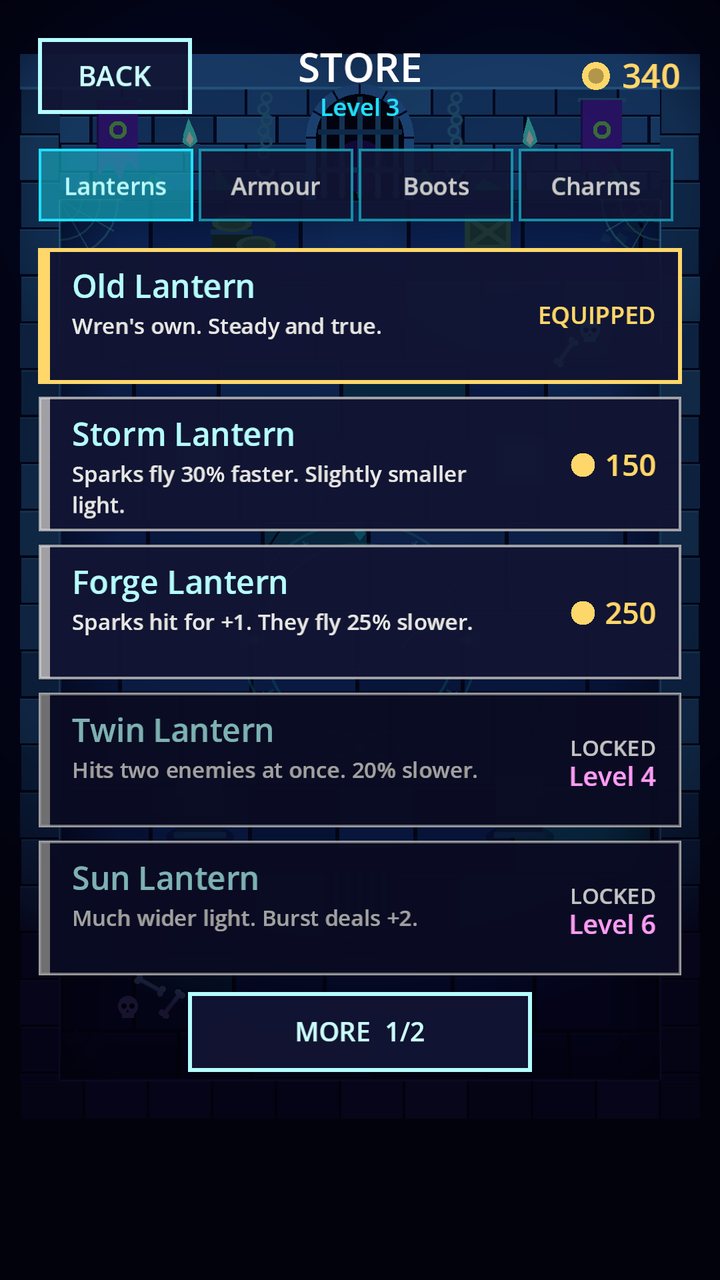 BACK
STORE
340
Level 3
Lanterns
Armour
Boots
Charms
Old Lantern
Wren's own. Steady and true.
EQUIPPED
Storm Lantern
Sparks fly 30% faster. Slightly smaller
light.
150
Forge Lantern
Sparks hit for +1. They fly 25% slower.
250
Twin Lantern
Hits two enemies at once. 20% slower.
LOCKED
Level 4
Sun Lantern
Much wider light. Burst deals +2.
LOCKED
Level 6
MORE 1/2